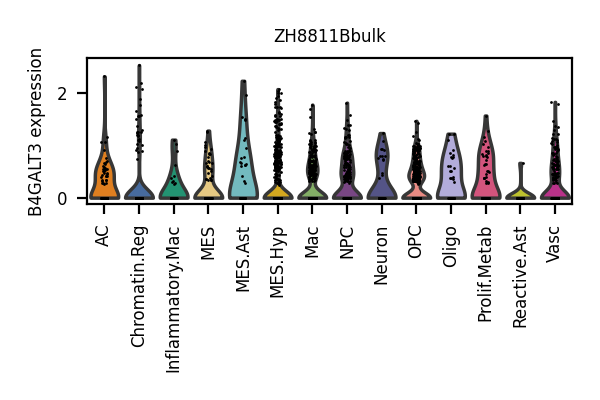 ZH8811Bbulk
B4GALT3 expression
2
0
AC
Chromatin.Reg
Inflammatory.Mac
MES
MES.Ast
MES.Hyp
Mac
NPC
Neuron
OPC
Oligo
Prolif.Metab
Reactive.Ast
Vasc